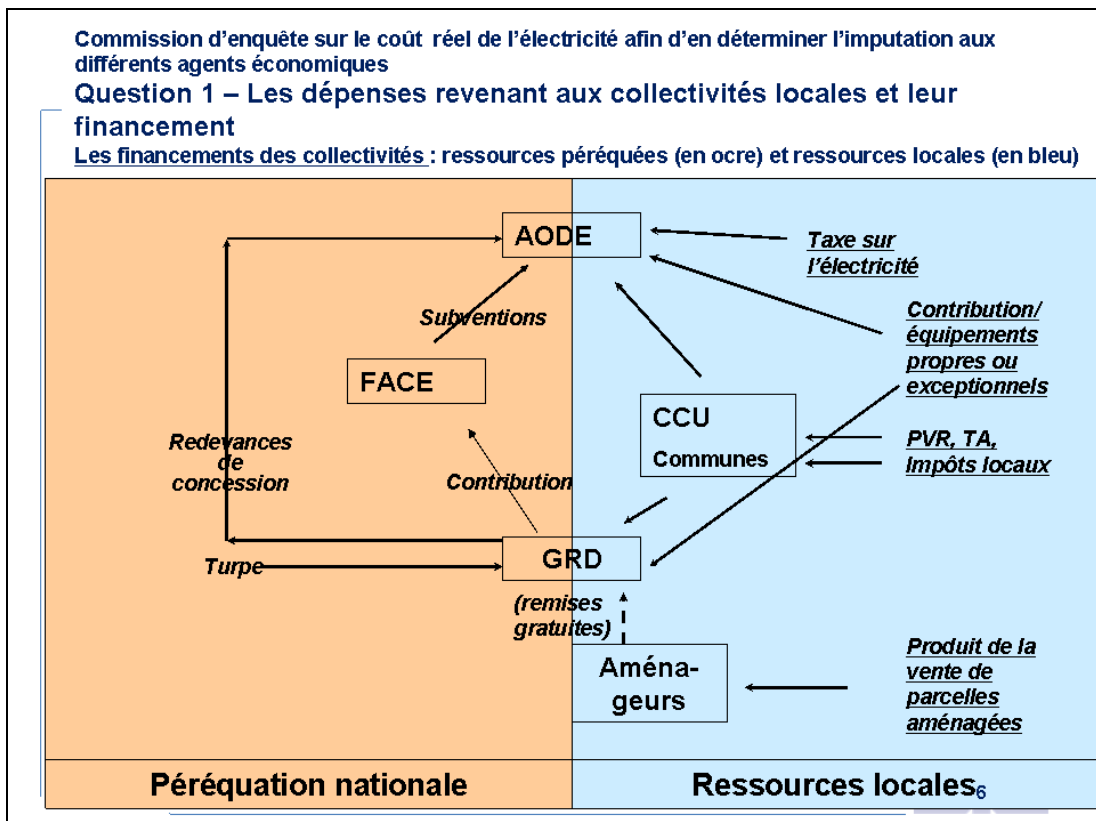 Commission d'enquête sur le coût réel de l'électricité afin d'en déterminer l'imputation aux
différents agents économiques
Question 1 – Les dépenses revenant aux collectivités locales et leur
financement
Les financements des collectivités : ressources péréquées (en ocre) et ressources locales (en bleu)
AODE
Taxe sur
l'électricité
Subventions
Contribution/
équipements
propres ou
exceptionnels
FACE
CCU
Communes
PVR, TA,
Impôts locaux
Redevances
de
concession
Contribution
GRD
Turpe
(remises
gratuites)
Aména-
geurs
Produit de la
vente de
parcelles
aménagées
Péréquation nationale
Ressources locales
6